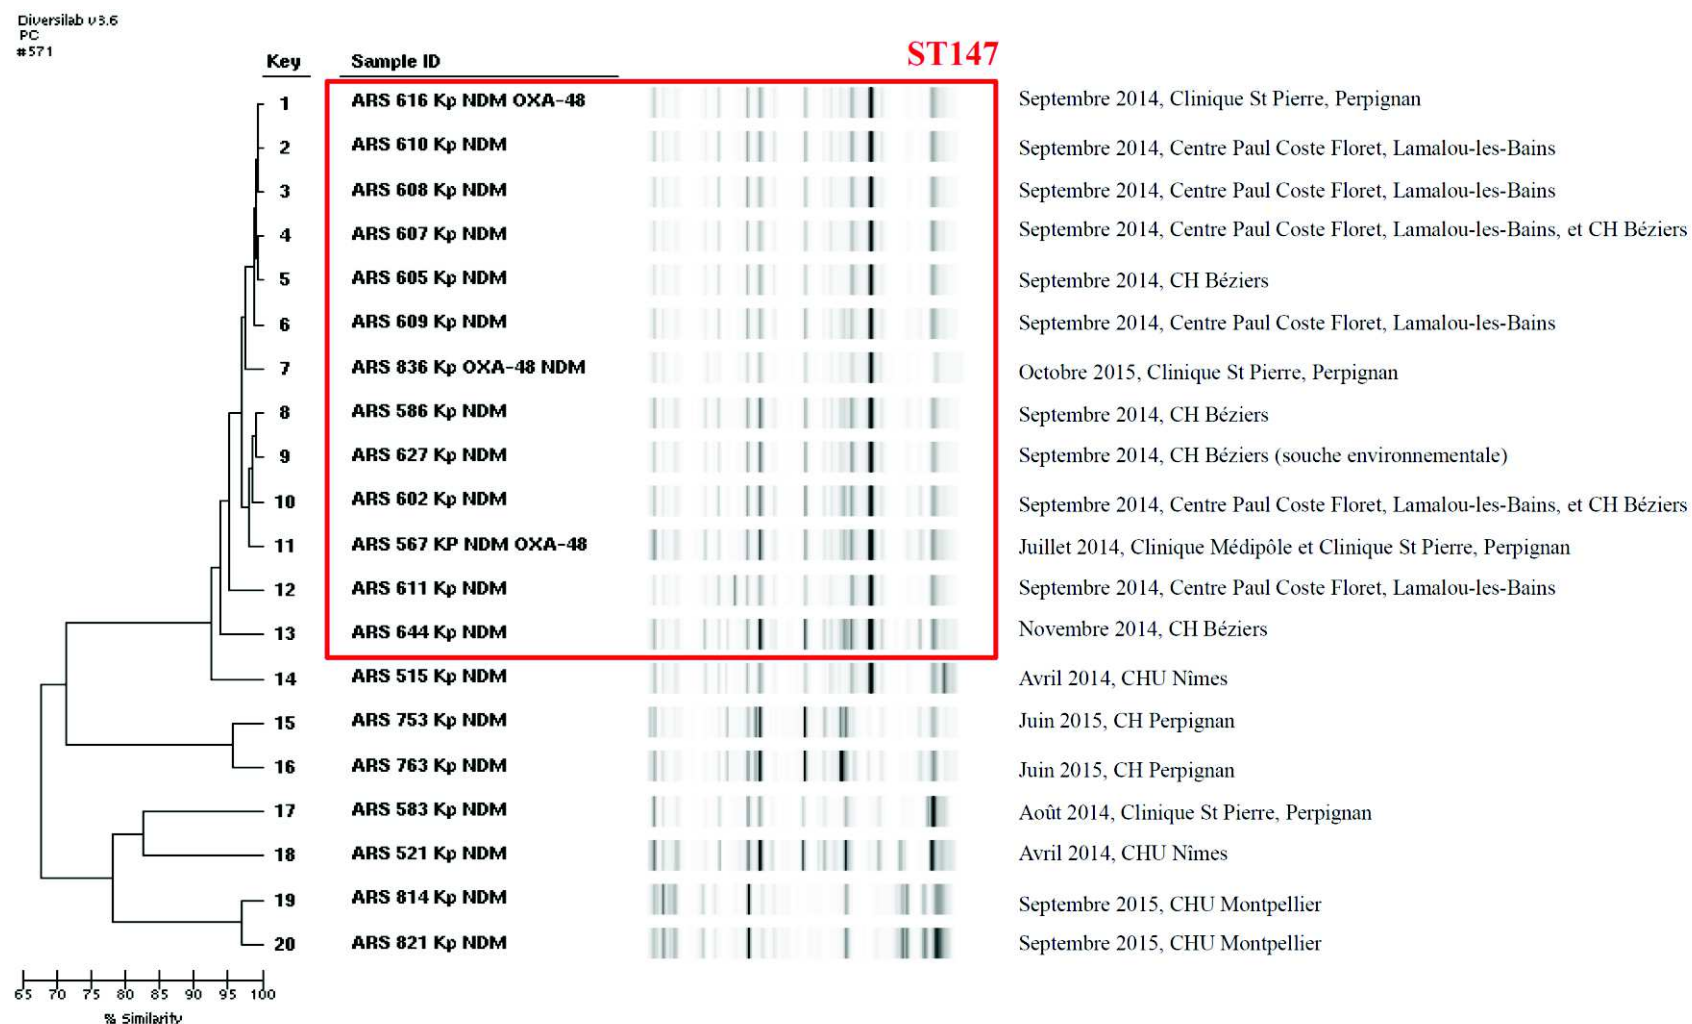 Diversilab v3.6
PC
#571
Key Sample ID ST147
1 ARS 616 Kp NDM OXA-48 Septembre 2014, Clinique St Pierre, Perpignan
2 ARS 610 Kp NDM Septembre 2014, Centre Paul Coste Floret, Lamalou-les-Bains
3 ARS 608 Kp NDM Septembre 2014, Centre Paul Coste Floret, Lamalou-les-Bains
4 ARS 607 Kp NDM Septembre 2014, Centre Paul Coste Floret, Lamalou-les-Bains, et CH Béziers
5 ARS 605 Kp NDM Septembre 2014, CH Béziers
6 ARS 609 Kp NDM Septembre 2014, Centre Paul Coste Floret, Lamalou-les-Bains
7 ARS 836 Kp OXA-48 NDM Octobre 2015, Clinique St Pierre, Perpignan
8 ARS 586 Kp NDM Septembre 2014, CH Béziers
9 ARS 627 Kp NDM Septembre 2014, CH Béziers (souche environnementale)
10 ARS 602 Kp NDM Septembre 2014, Centre Paul Coste Floret, Lamalou-les-Bains, et CH Béziers
11 ARS 567 KP NDM OXA-48 Juillet 2014, Clinique Médipôle et Clinique St Pierre, Perpignan
12 ARS 611 Kp NDM Septembre 2014, Centre Paul Coste Floret, Lamalou-les-Bains
13 ARS 644 Kp NDM Novembre 2014, CH Béziers
14 ARS 515 Kp NDM Avril 2014, CHU Nîmes
15 ARS 753 Kp NDM Juin 2015, CH Perpignan
16 ARS 763 Kp NDM Juin 2015, CH Perpignan
17 ARS 583 Kp NDM Août 2014, Clinique St Pierre, Perpignan
18 ARS 521 Kp NDM Avril 2014, CHU Nîmes
19 ARS 814 Kp NDM Septembre 2015, CHU Montpellier
20 ARS 821 Kp NDM Septembre 2015, CHU Montpellier
65 70 75 80 85 90 95 100
% Similarity